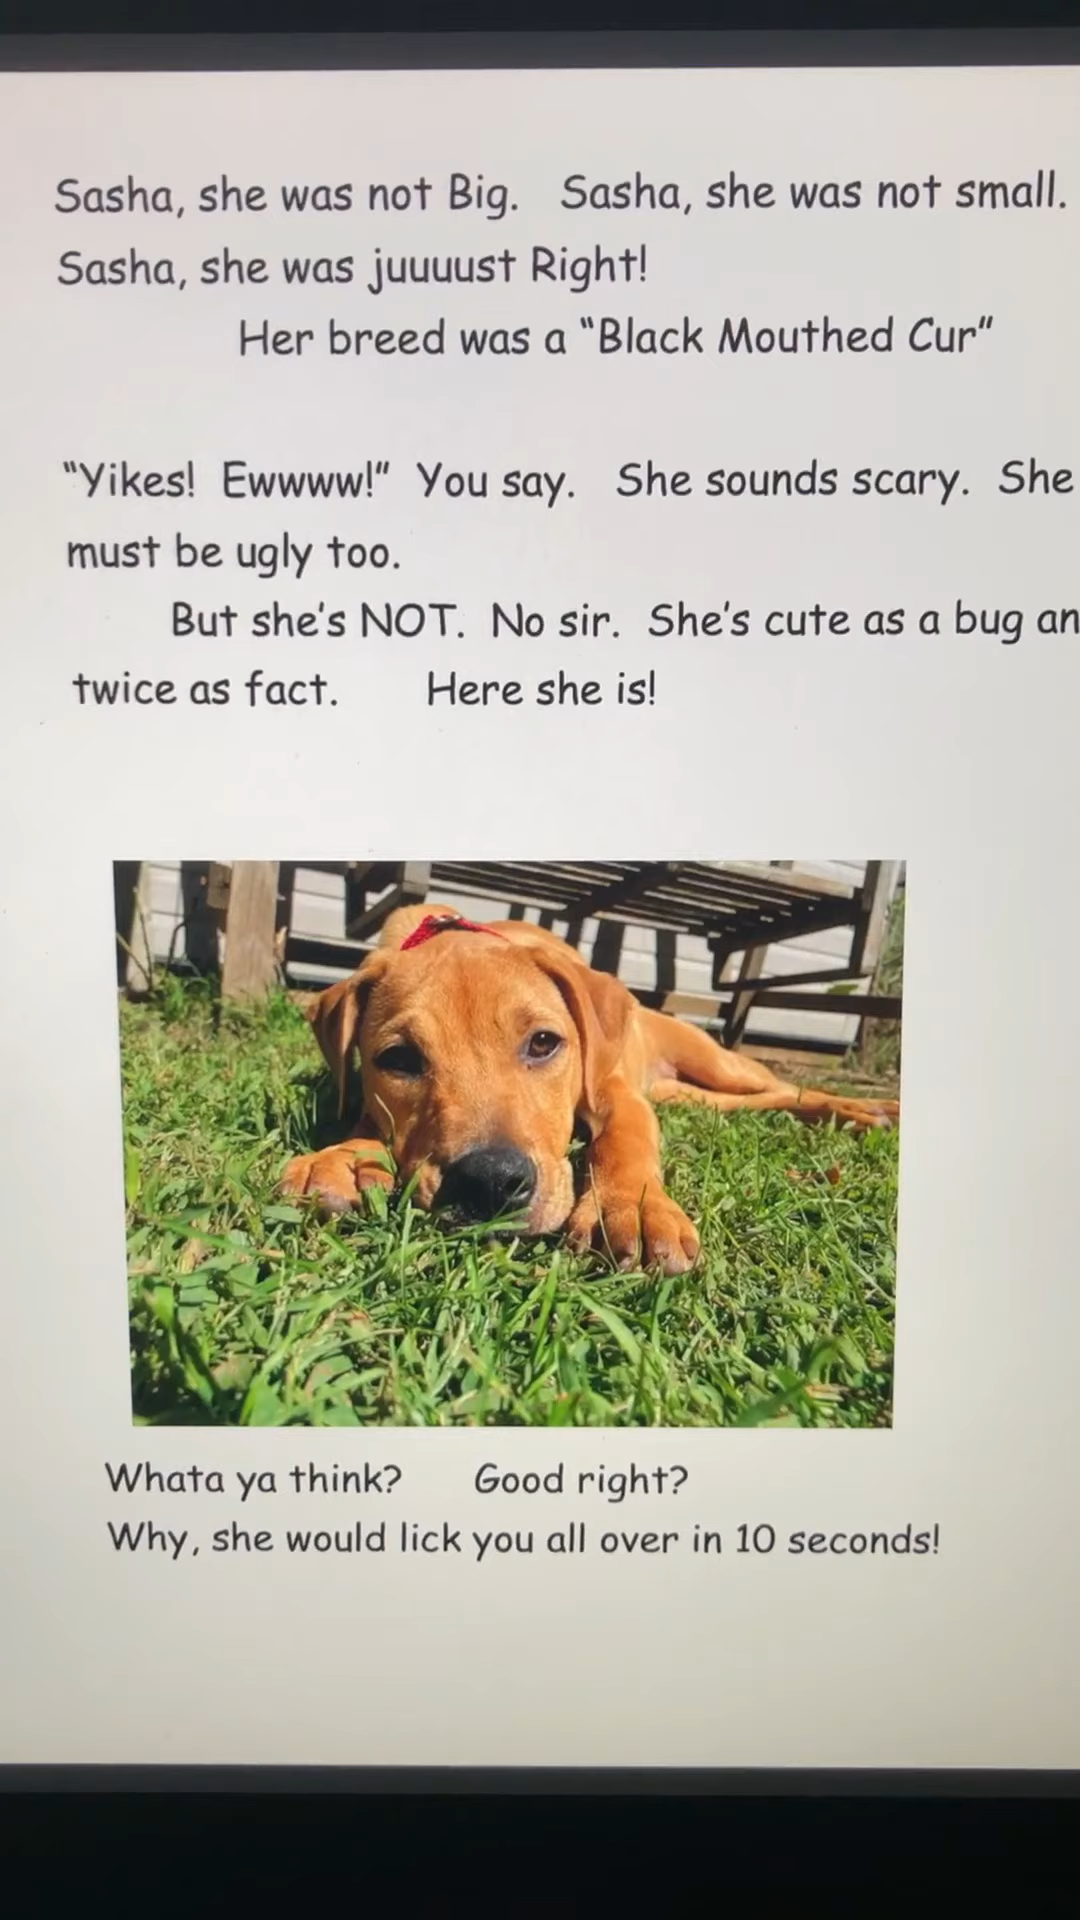 Sasha, she was not Big. Sasha, she was not small.
Sasha, she was juuuust Right!
Her breed was a "Black Mouthed Cur"
"Yikes! Ewwww!" You say. She sounds scary. She
must be ugly too.
But she's NOT. No sir. She's cute as a bug an
twice as fact. Here she is!
Whata ya think? Good right?
Why, she would lick you all over in 10 seconds!